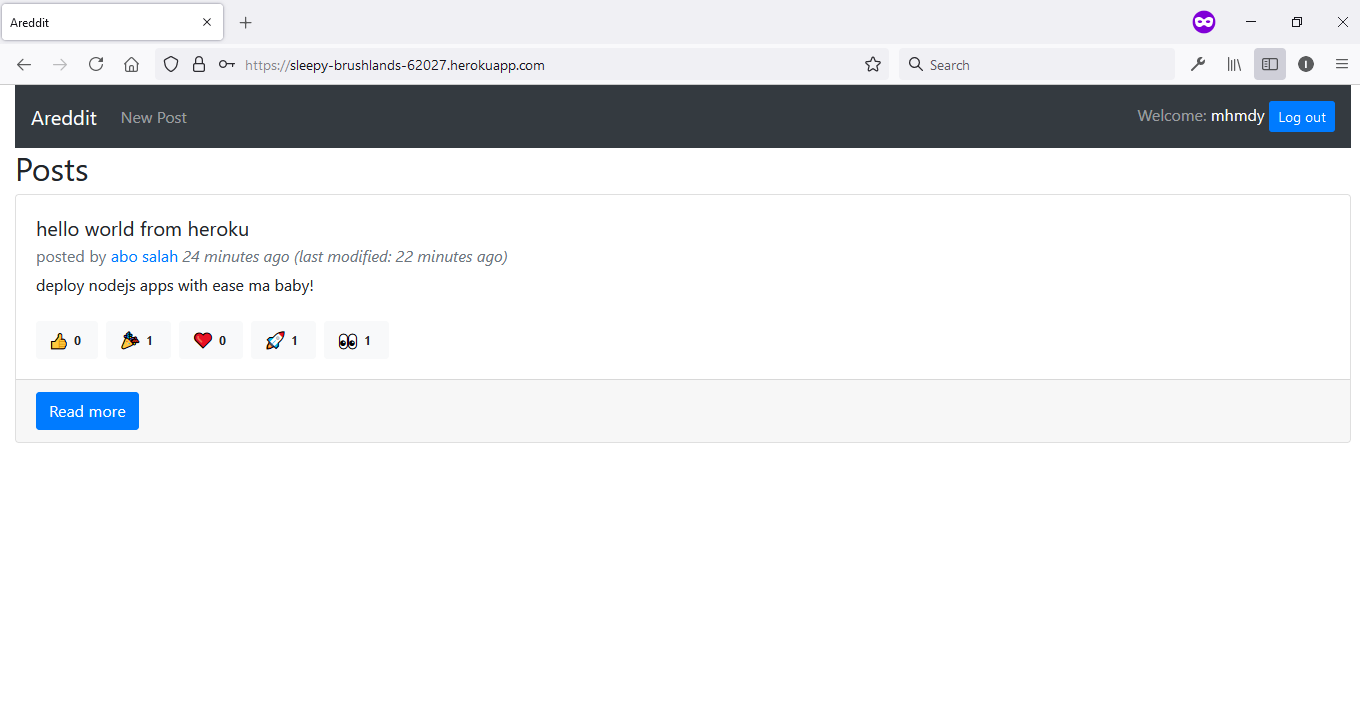 Areddit
https://sleepy-brushlands-62027.herokuapp.com
Search
Areddit New Post Welcome: mhmdy Log out
Posts
hello world from heroku
posted by abo salah 24 minutes ago (last modified: 22 minutes ago)
deploy nodejs apps with ease ma baby!
👍 0 🎉 1 ❤️ 0 🚀 1 👀 1
Read more